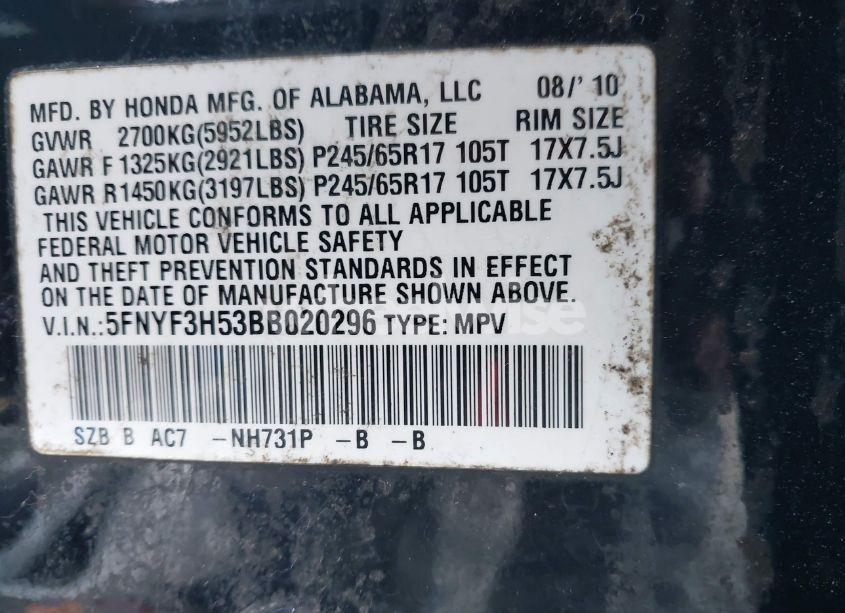 MFD. BY HONDA MFG. OF ALABAMA, LLC 08/' 10
GVWR 2700KG(5952LBS) TIRE SIZE RIM SIZE
GAWR F 1325KG(2921LBS) P245/65R17 105T 17X7.5J
GAWR R1450KG(3197LBS) P245/65R17 105T 17X7.5J
THIS VEHICLE CONFORMS TO ALL APPLICABLE
FEDERAL MOTOR VEHICLE SAFETY
AND THEFT PREVENTION STANDARDS IN EFFECT
ON THE DATE OF MANUFACTURE SHOWN ABOVE.
V.I.N.:5FNYF3H53BB020296 TYPE: MPV
SZB B AC7 -NH731P -B -B